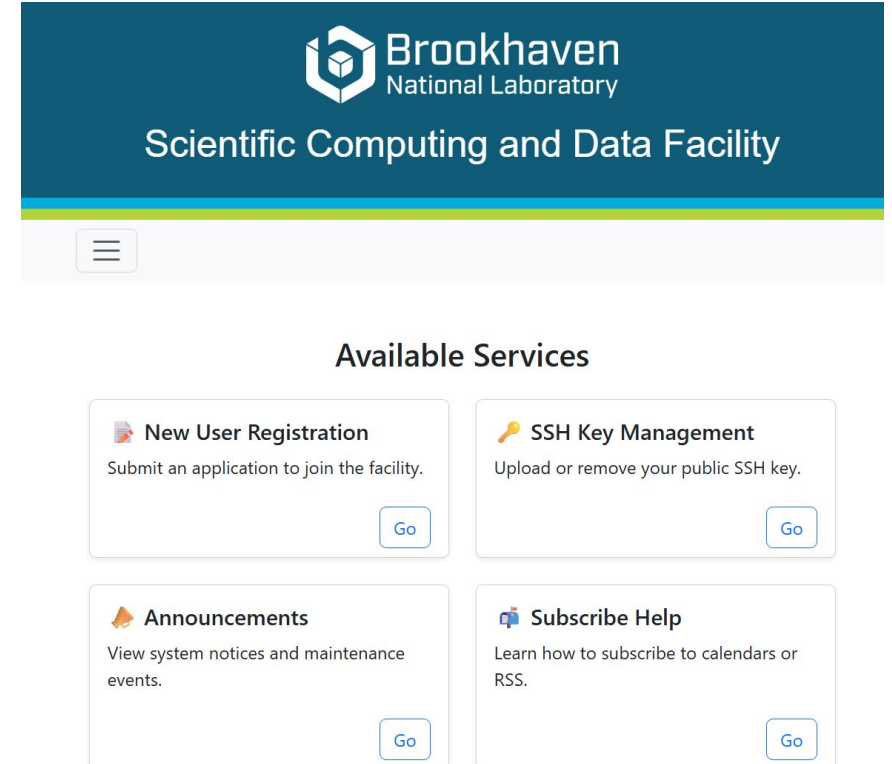 Brookhaven
National Laboratory
Scientific Computing and Data Facility
Available Services
New User Registration
Submit an application to join the facility.
Go
SSH Key Management
Upload or remove your public SSH key.
Go
Announcements
View system notices and maintenance
events.
Go
Subscribe Help
Learn how to subscribe to calendars or
RSS.
Go